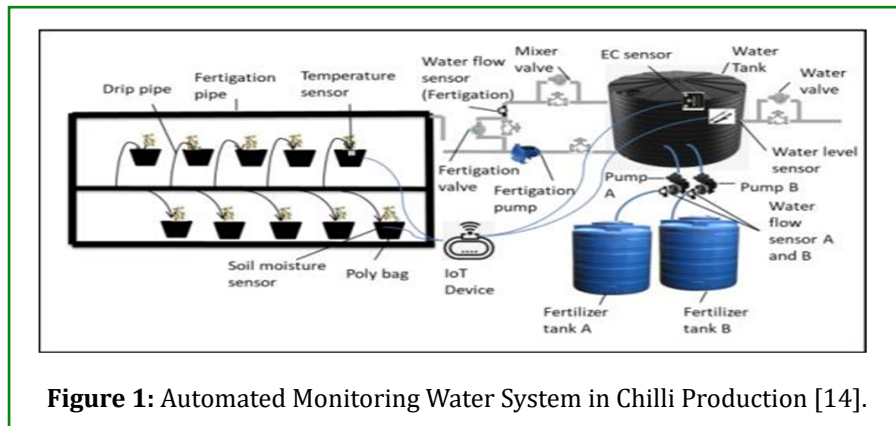 Drip pipe
Fertigation
pipe
Temperature
sensor
Water flow
sensor
(Fertigation)
Mixer
valve
EC sensor
Water
Tank
Water
valve
Fertigation
valve
Fertigation
pump
Water level
sensor
Pump
A
Pump B
Water
flow
sensor A
and B
Soil moisture
sensor
Poly bag
IoT
Device
Fertilizer
tank A
Fertilizer
tank B
Figure 1: Automated Monitoring Water System in Chilli Production [14].